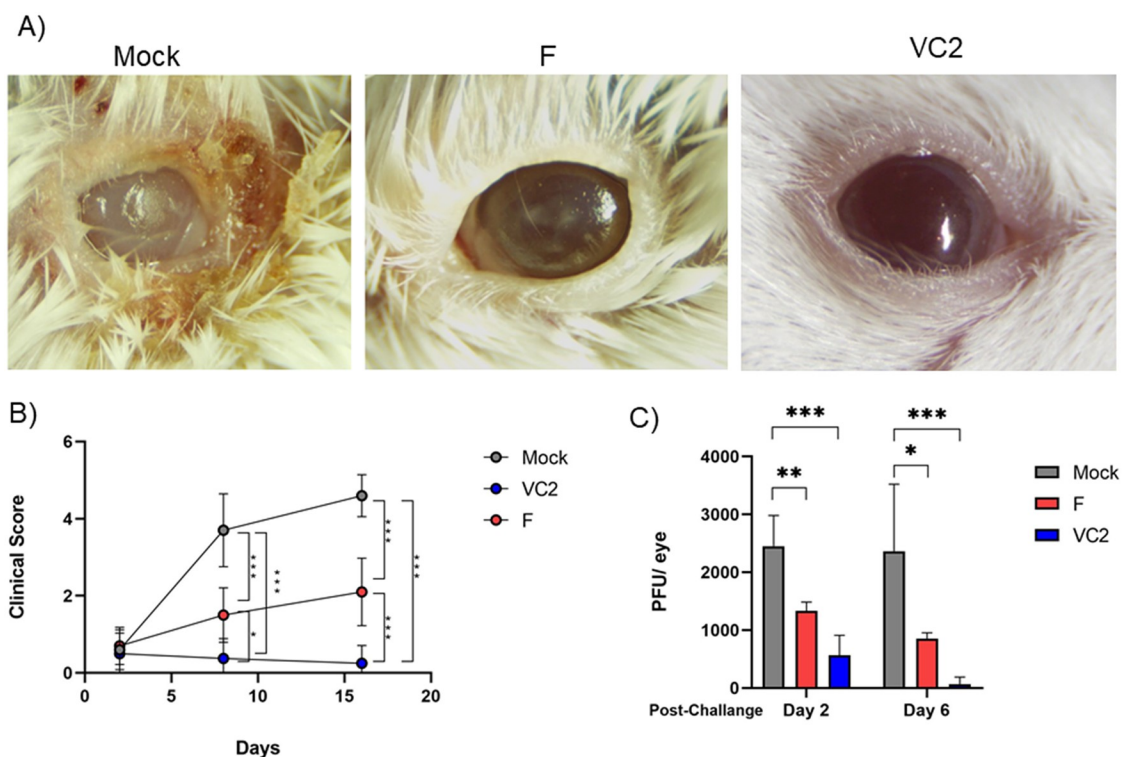 A)
Mock
F
VC2
B)
6
4
2
0
Clinical Score
0
5
10
15
20
Days
Mock
VC2
F
***
***
*
***
***
***
C)
***
***
**
*
4000
3000
2000
1000
0
PFU/ eye
Post-Challange
Day 2
Day 6
Mock
F
VC2